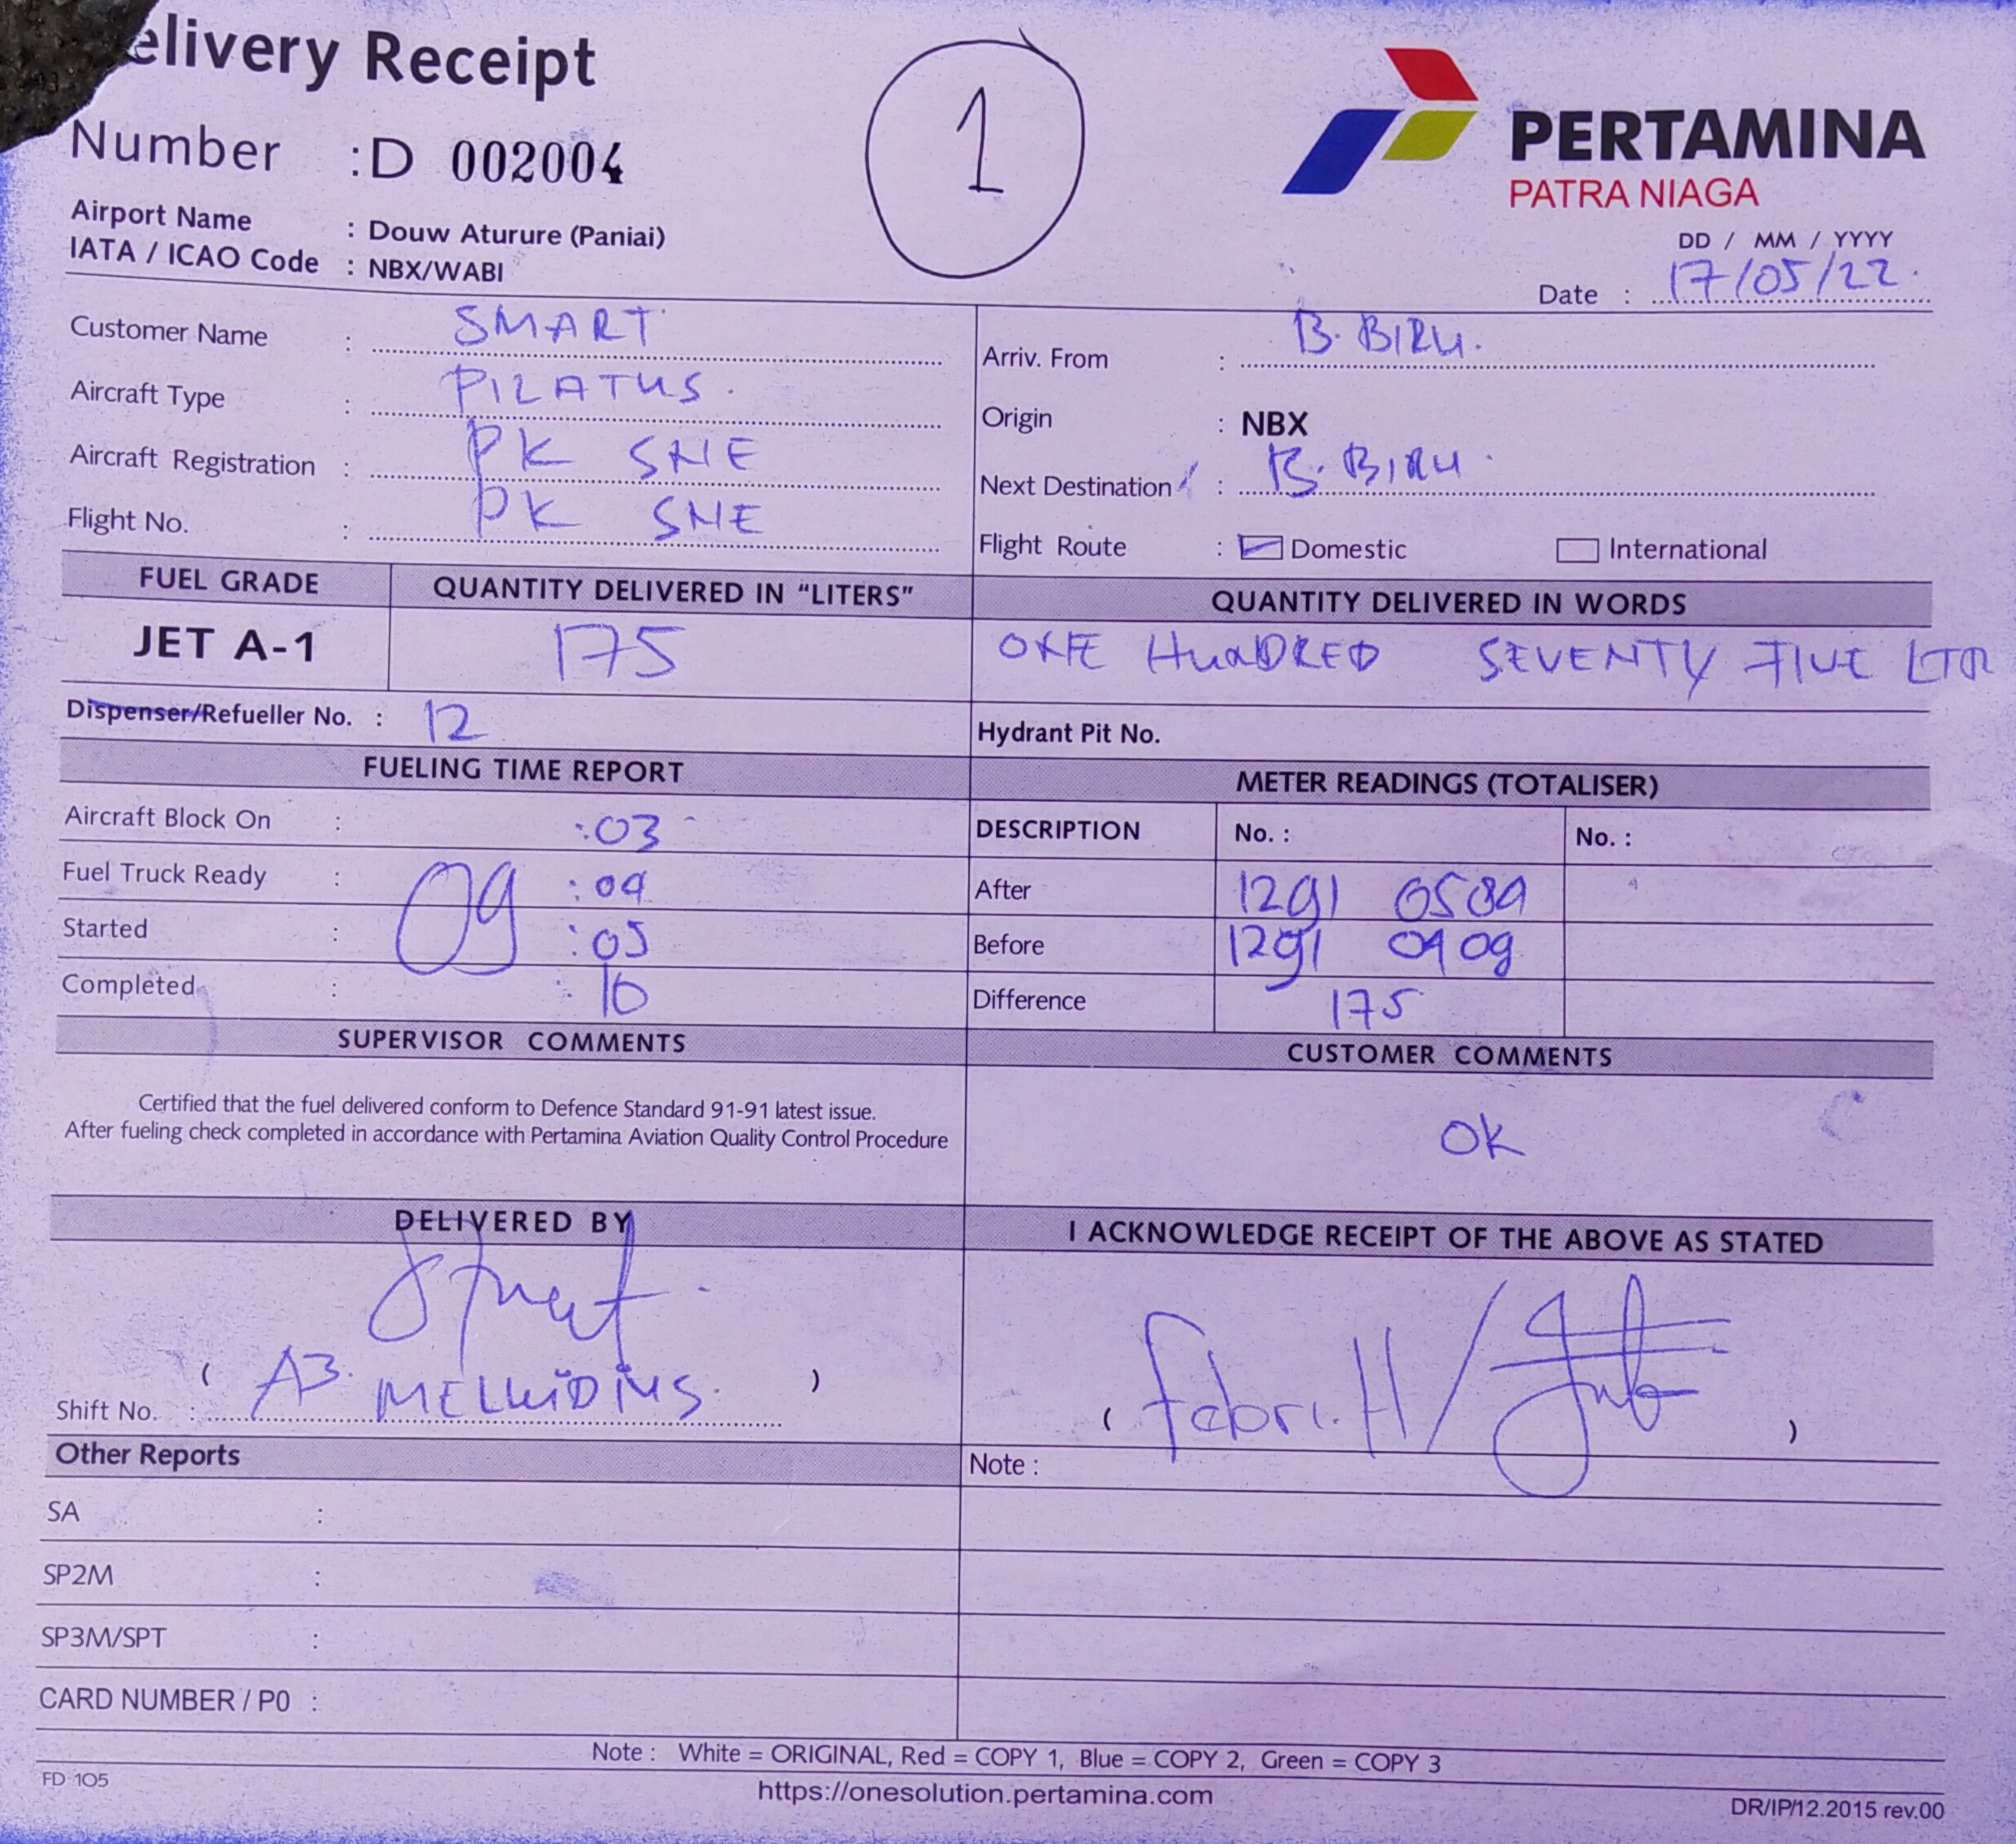 elivery Receipt
1
PERTAMINA
PATRA NIAGA
Number : D 002004
Airport Name : Douw Aturure (Paniai)
IATA / ICAO Code : NBX/WABI
DD / MM / YYYY
Date : 17/05/22.
Customer Name : SMART
Aircraft Type : PILATUS.
Aircraft Registration : PK SNE
Flight No. : PK SNE
Arriv. From : B. BIRU.
Origin : NBX
Next Destination : B. BIRU.
Flight Route : Domestic International
FUEL GRADE QUANTITY DELIVERED IN "LITERS" QUANTITY DELIVERED IN WORDS
JET A-1 175 ONE HUNDRED SEVENTY FIVE LTR
Dispenser/Refueller No. : 12 Hydrant Pit No.
FUELING TIME REPORT
Aircraft Block On : :03
Fuel Truck Ready : 09 :04
Started : :05
Completed : :10
METER READINGS (TOTALISER)
DESCRIPTION No. : No. :
After 1291 0584
Before 1291 0409
Difference 175
SUPERVISOR COMMENTS
Certified that the fuel delivered conform to Defence Standard 91-91 latest issue.
After fueling check completed in accordance with Pertamina Aviation Quality Control Procedure
CUSTOMER COMMENTS
OK
DELIVERED BY
( A3. MELKIDIUS. )
Shift No. :
I ACKNOWLEDGE RECEIPT OF THE ABOVE AS STATED
( Febri.H/ )
Other Reports
SA :
SP2M :
SP3M/SPT :
CARD NUMBER / P0 :
Note :
Note : White = ORIGINAL, Red = COPY 1, Blue = COPY 2, Green = COPY 3
FD 105
https://onesolution.pertamina.com
DR/IP/12.2015 rev.00